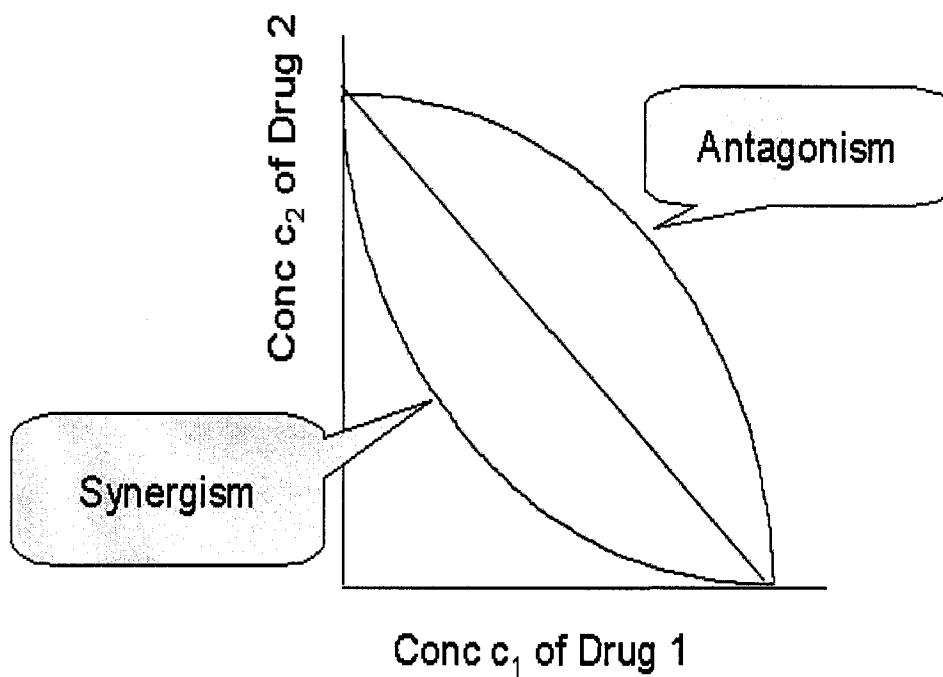 Conc c₂ of Drug 2
Antagonism
Synergism
Conc c₁ of Drug 1